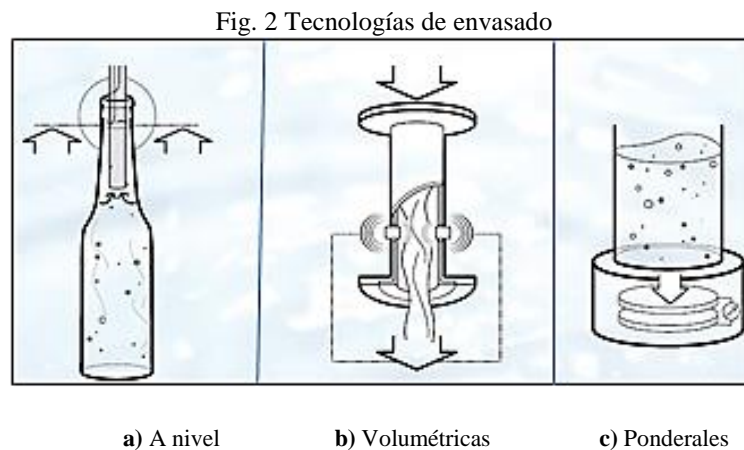 Fig. 2 Tecnologías de envasado
a) A nivel b) Volumétricas c) Ponderales